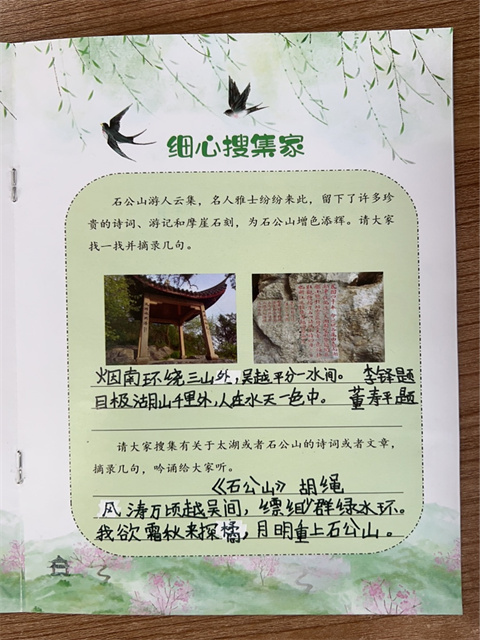 细心搜集家
石公山游人云集，名人雅士纷纷来此，留下了许多珍
贵的诗词、游记和摩崖石刻，为石公山增色添辉。请大家
找一找并摘录几句。
烟南环绕三山外，吴越平分一水间。 李铎题
目极湖山千里外，人在水天一色中。 董寿平题
请大家搜集有关于太湖或者石公山的诗词或者文章，
摘录几句，吟诵给大家听。
《石公山》 胡绳
风涛万顷越吴间，缥缈群绿水环。
我欲霜秋来探橘，月明重上石公山。